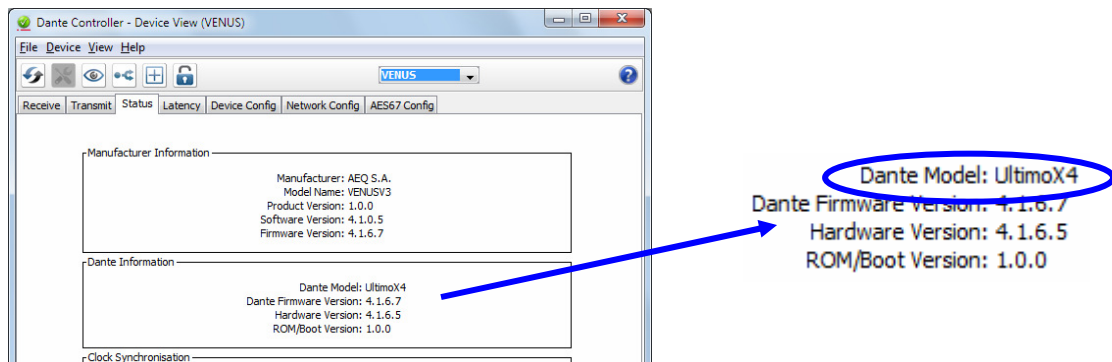 Dante Controller - Device View (VENUS)
File Device View Help
VENUS
Receive Transmit Status Latency Device Config Network Config AES67 Config
Manufacturer Information
Manufacturer: AEQ S.A.
Model Name: VENUSV3
Product Version: 1.0.0
Software Version: 4.1.0.5
Firmware Version: 4.1.6.7
Dante Information
Dante Model: UltimoX4
Dante Firmware Version: 4.1.6.7
Hardware Version: 4.1.6.5
ROM/Boot Version: 1.0.0
Clock Synchronisation
Dante Model: UltimoX4
Dante Firmware Version: 4.1.6.7
Hardware Version: 4.1.6.5
ROM/Boot Version: 1.0.0